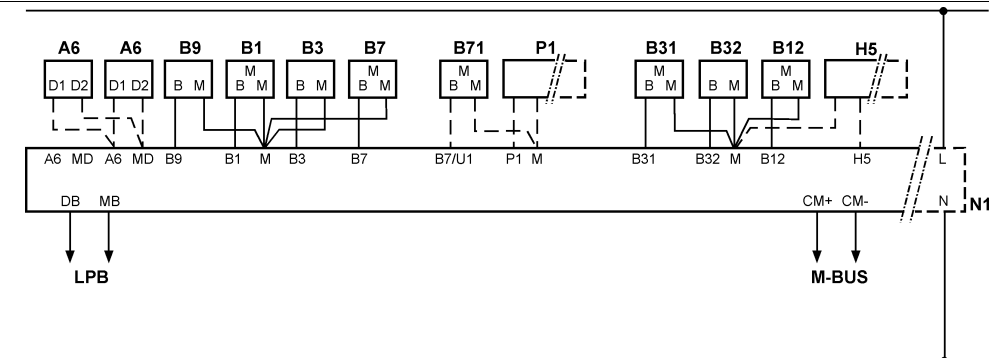 A6 A6 B9 B1 B3 B7 B71 P1 B31 B32 B12 H5
M M M M M
D1 D2 D1 D2 B M B M B M B M B M B M B M B M
A6 MD A6 MD B9 B1 M B3 B7 B7/U1 P1 M B31 B32 M B12 H5 L
DB MB CM+ CM- N N1
LPB M-BUS